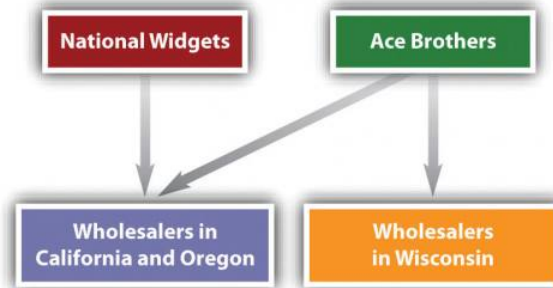 National Widgets
Ace Brothers
Wholesalers in
California and Oregon
Wholesalers
in Wisconsin